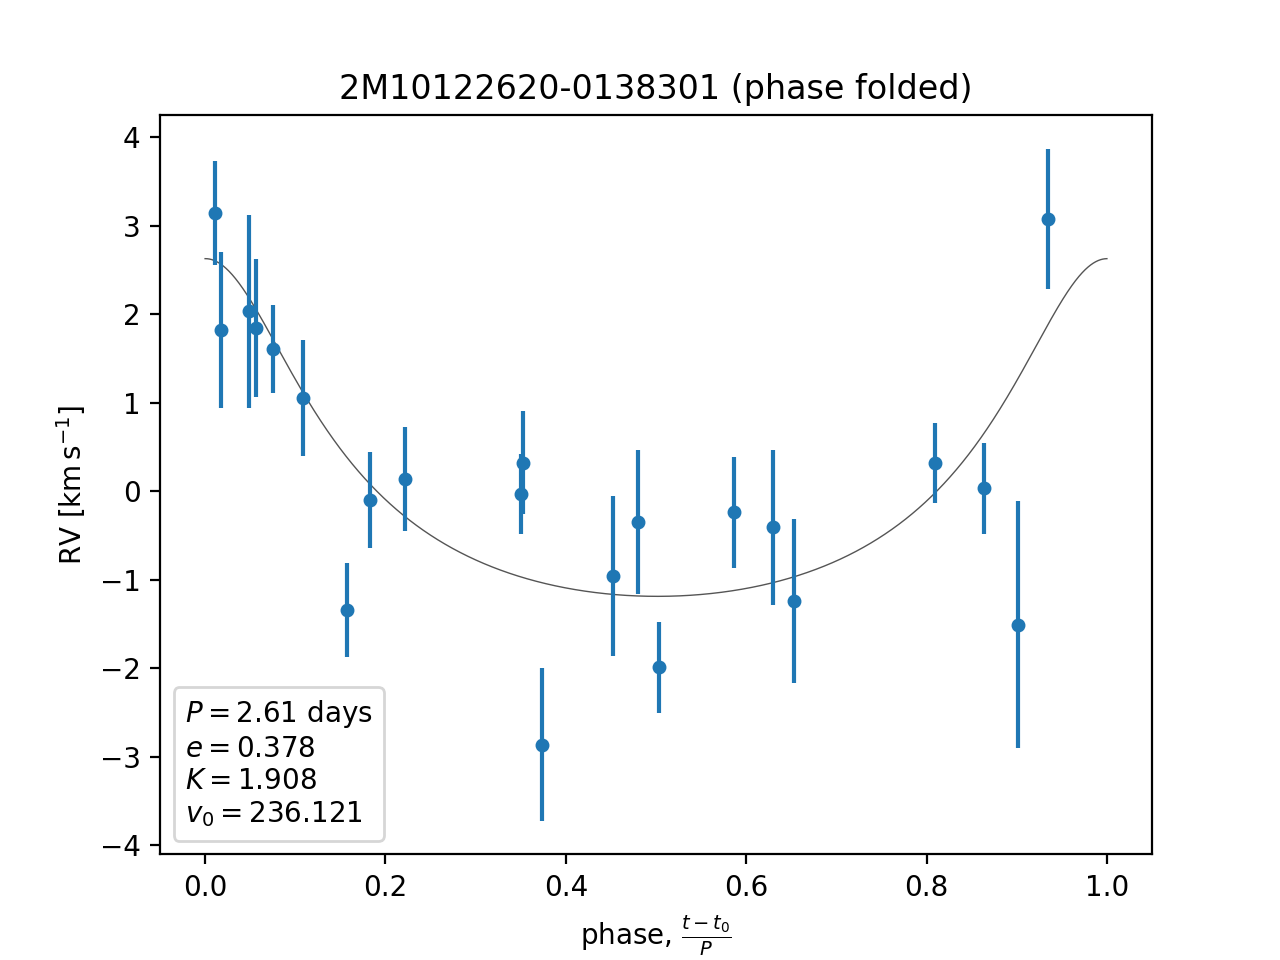 2M10122620-0138301 (phase folded)
4
3
2
1
0
−1
−2
−3
−4
RV [km s⁻¹]
P = 2.61 days
e = 0.378
K = 1.908
v₀ = 236.121
0.0 0.2 0.4 0.6 0.8 1.0
phase, (t − t₀)/P